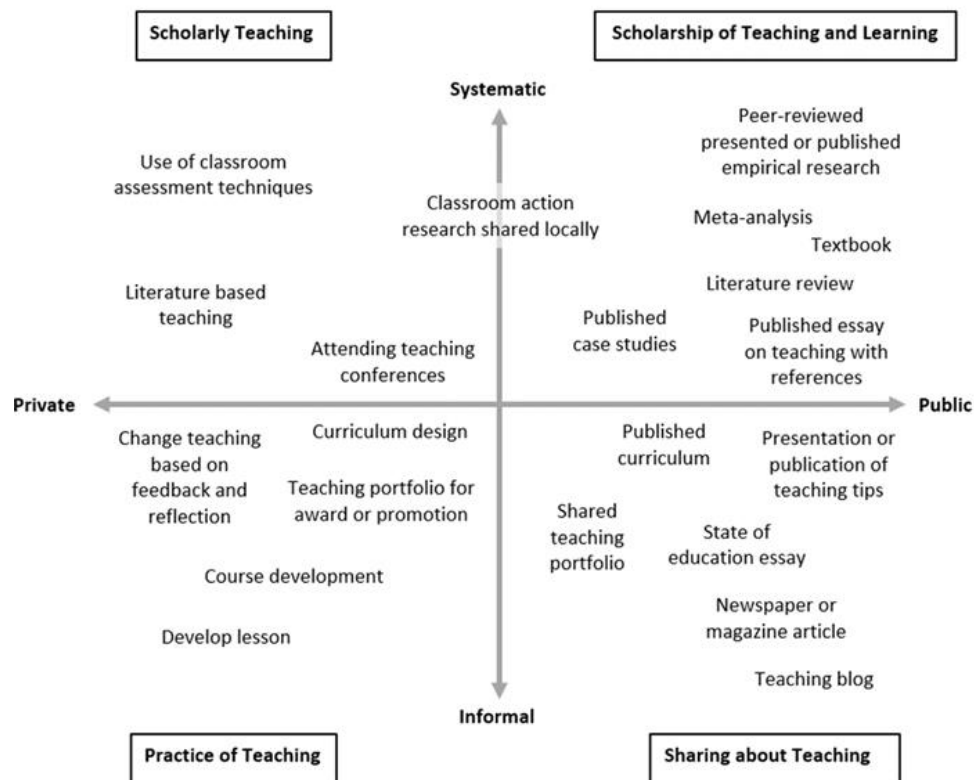 Scholarly Teaching
Scholarship of Teaching and Learning
Systematic
Peer-reviewed
presented or published
empirical research
Use of classroom
assessment techniques
Classroom action
research shared locally
Meta-analysis
Textbook
Literature based
teaching
Literature review
Published
case studies
Published essay
on teaching with
references
Attending teaching
conferences
Private
Public
Change teaching
based on
feedback and
reflection
Curriculum design
Published
curriculum
Presentation or
publication of
teaching tips
Teaching portfolio for
award or promotion
Shared
teaching
portfolio
State of
education essay
Course development
Newspaper or
magazine article
Develop lesson
Teaching blog
Informal
Practice of Teaching
Sharing about Teaching